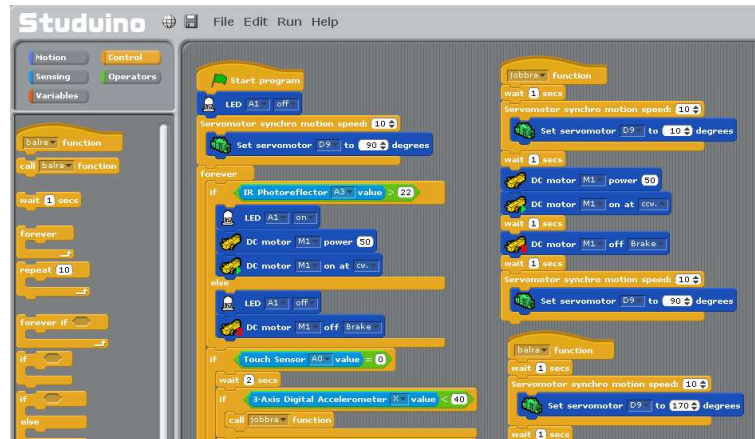 Studuino File Edit Run Help
Motion Control
Sensing Operators
Variables
balra function
call balra function
wait 1 secs
forever
repeat 10
forever if
if
if
else
Start program
LED A1 off
Servomotor synchro motion speed: 10
Set servomotor D9 to 90 degrees
forever
if IR Photoreflector A3 value > 22
LED A1 on
DC motor M1 power 50
DC motor M1 on at cw.
else
LED A1 off
DC motor M1 off Brake
if Touch Sensor A0 value = 0
wait 2 secs
if 3-Axis Digital Accelerometer X value < 40
call jobbra function
jobbra function
wait 1 secs
Servomotor synchro motion speed: 10
Set servomotor D9 to 10 degrees
wait 1 secs
DC motor M1 power 50
DC motor M1 on at ccw.
wait 1 secs
DC motor M1 off Brake
wait 1 secs
Servomotor synchro motion speed: 10
Set servomotor D9 to 90 degrees
balra function
wait 1 secs
Servomotor synchro motion speed: 10
Set servomotor D9 to 170 degrees
wait 1 secs